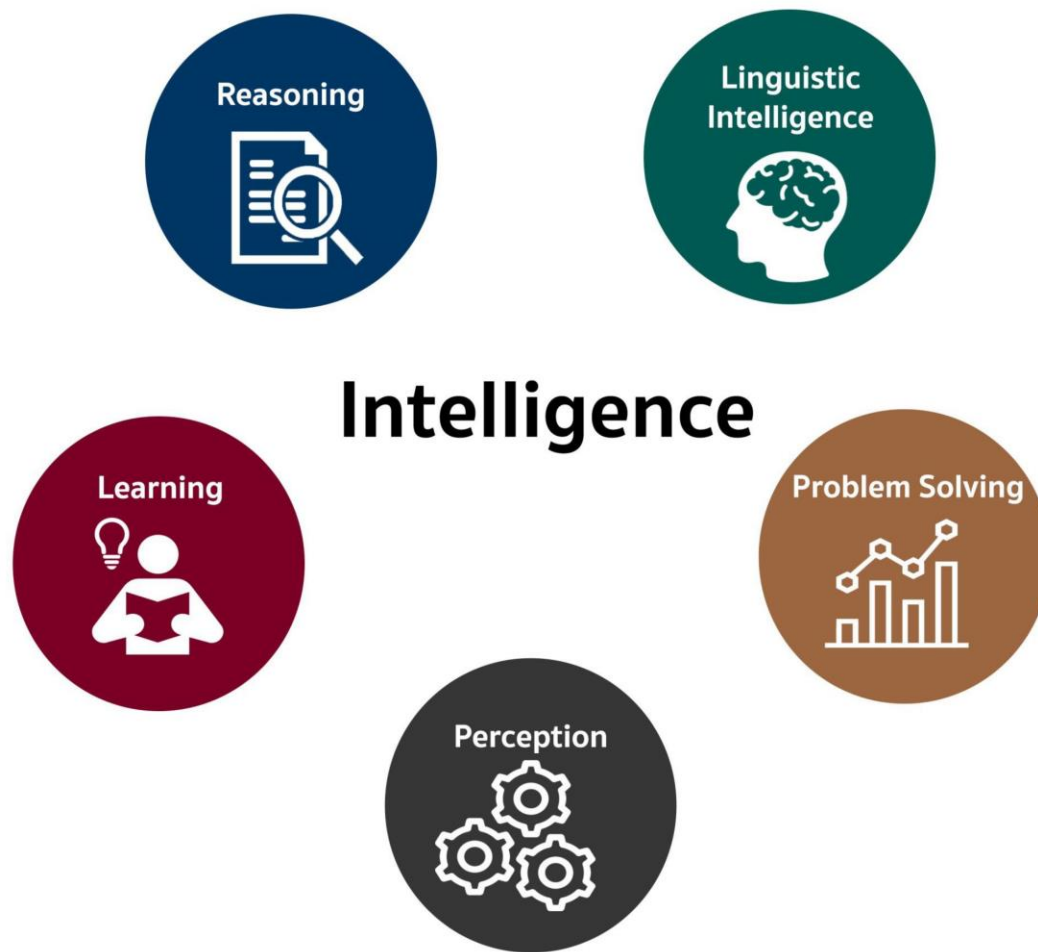 Reasoning
Linguistic
Intelligence
Intelligence
Learning
Problem Solving
Perception